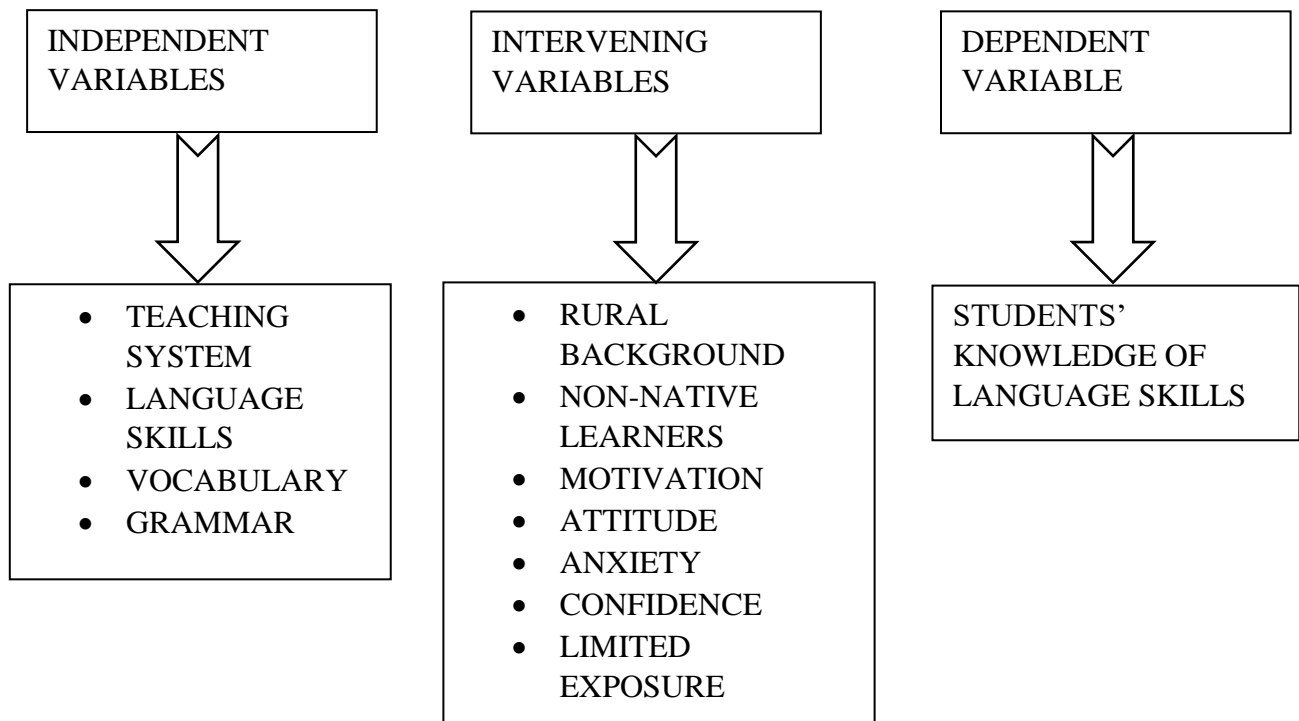 INDEPENDENT
VARIABLES
INTERVENING
VARIABLES
DEPENDENT
VARIABLE
• TEACHING
SYSTEM
• LANGUAGE
SKILLS
• VOCABULARY
• GRAMMAR
• RURAL
BACKGROUND
• NON-NATIVE
LEARNERS
• MOTIVATION
• ATTITUDE
• ANXIETY
• CONFIDENCE
• LIMITED
EXPOSURE
STUDENTS’
KNOWLEDGE OF
LANGUAGE SKILLS